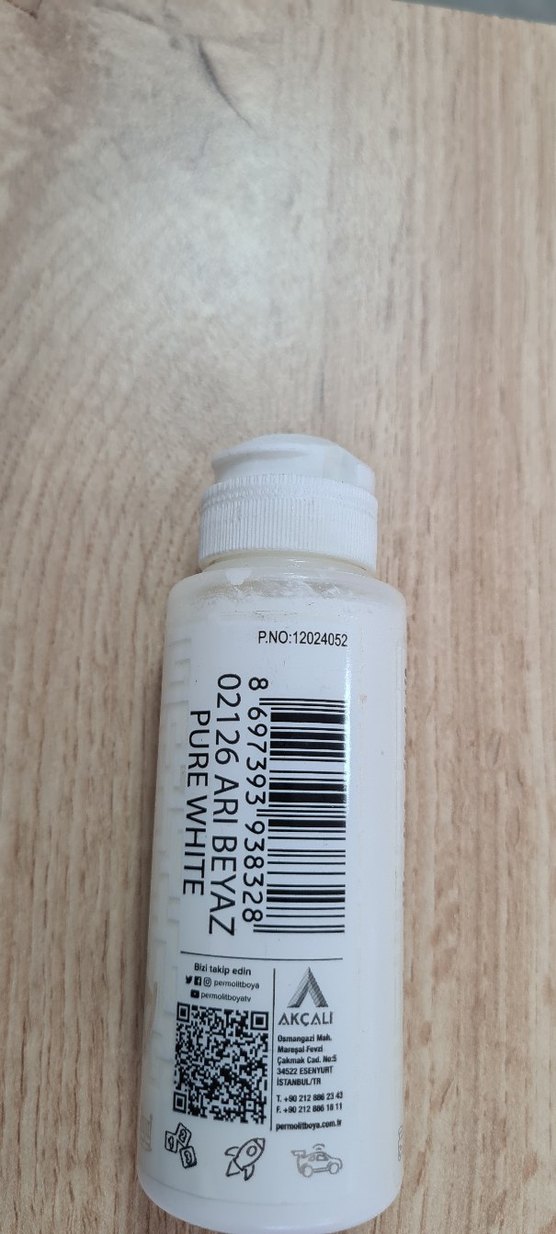 P.NO:12024052
8 697393 938328
02126 ARI BEYAZ
PURE WHITE
Bizi takip edin
permolitboya
permolitboyatv
AKÇALI
Osmangazi Mah.
Mareşal Fevzi
Çakmak Cad. No:5
34522 ESENYURT
İSTANBUL/TR
T. +90 212 886 23 43
F. +90 212 886 18 11
permolitboya.com.tr